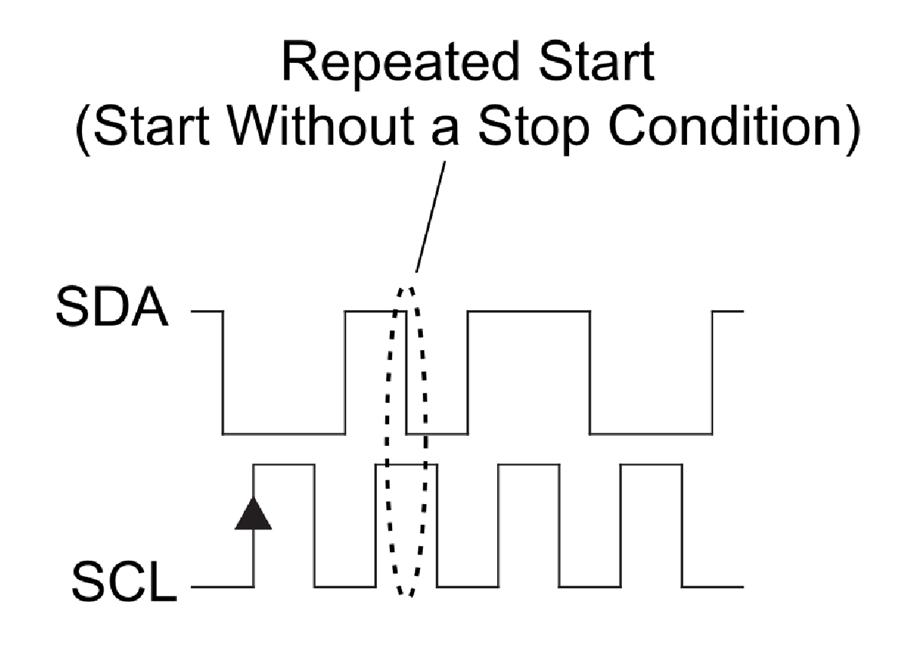 Repeated Start
(Start Without a Stop Condition)
SDA
SCL